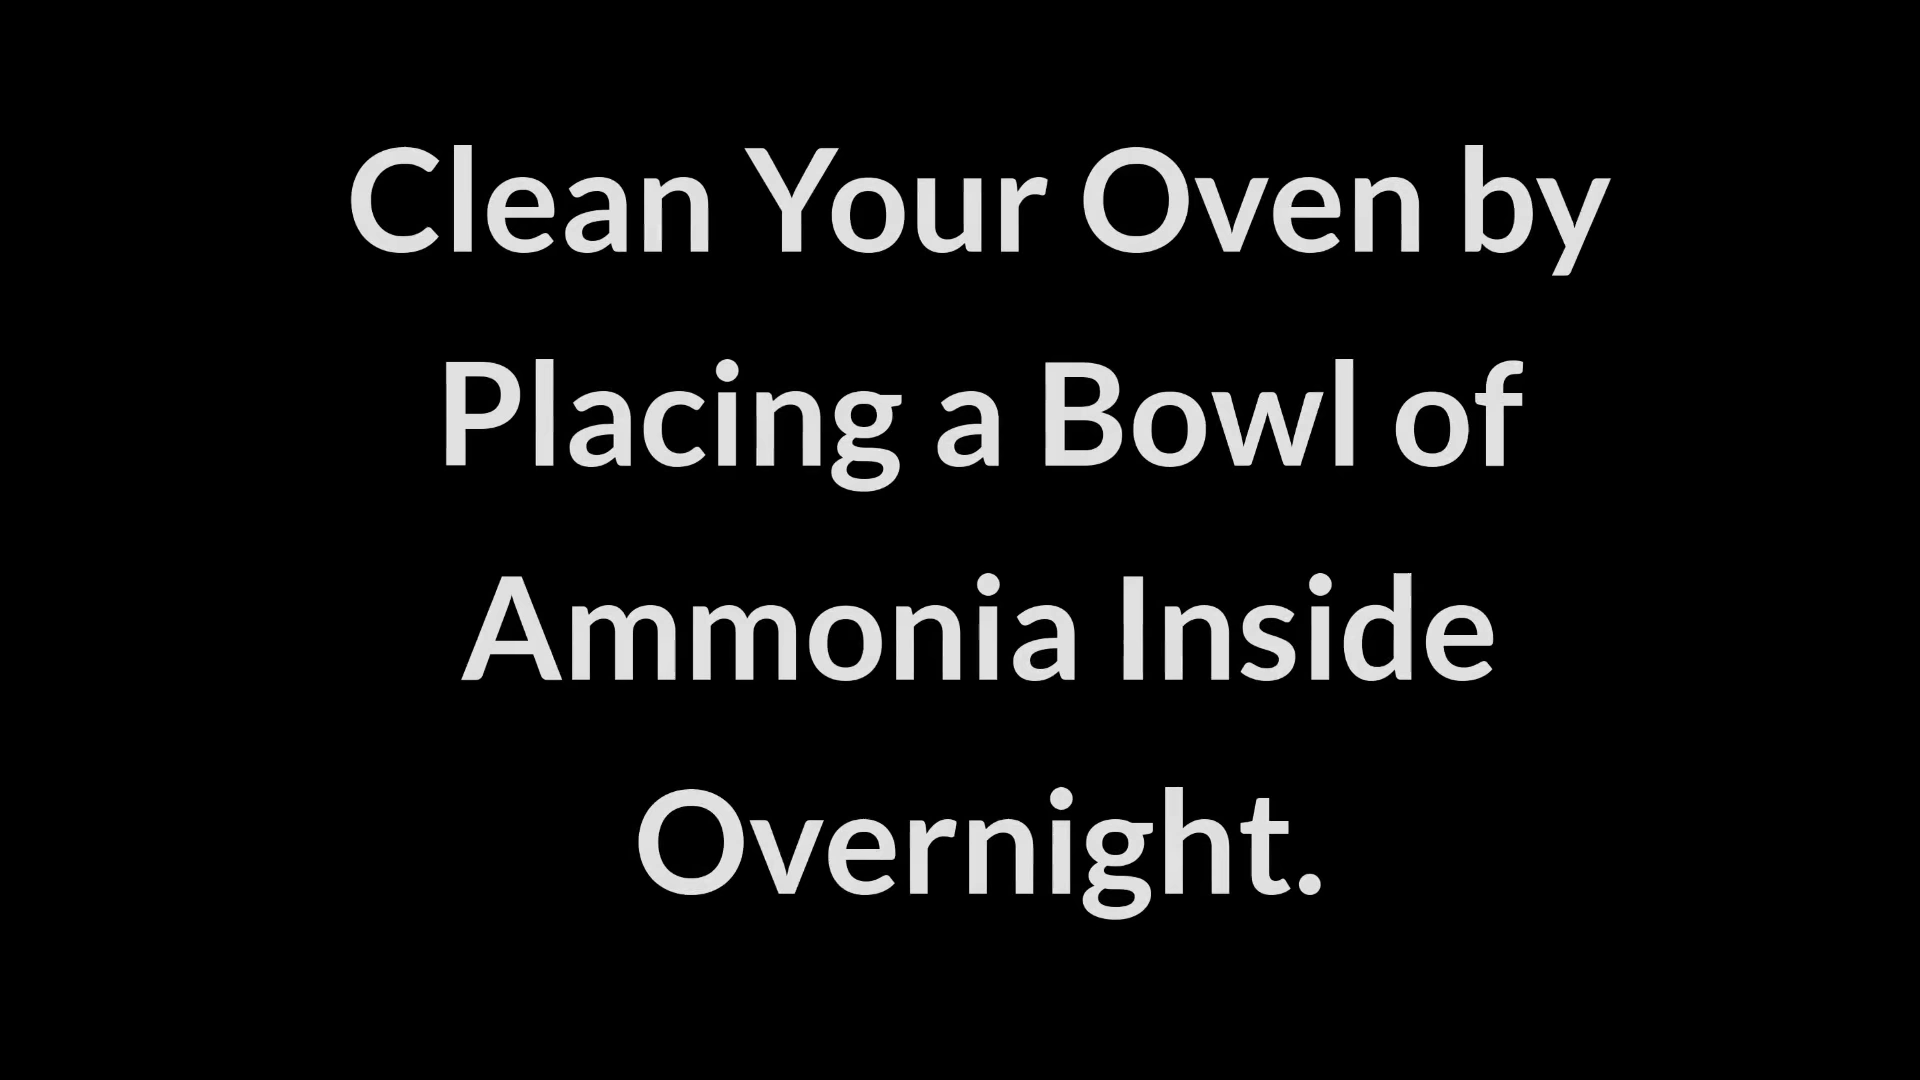 Clean Your Oven by
Placing a Bowl of
Ammonia Inside
Overnight.